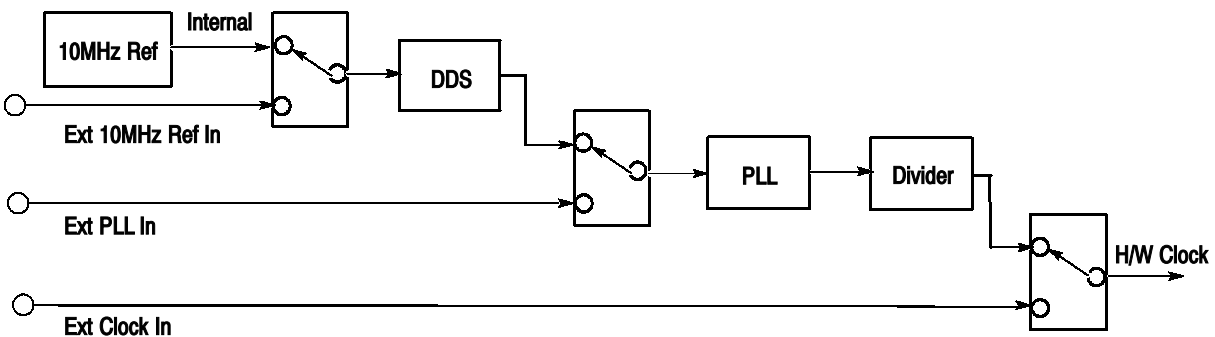 Internal
10MHz Ref
DDS
Ext 10MHz Ref In
PLL
Divider
Ext PLL In
H/W Clock
Ext Clock In